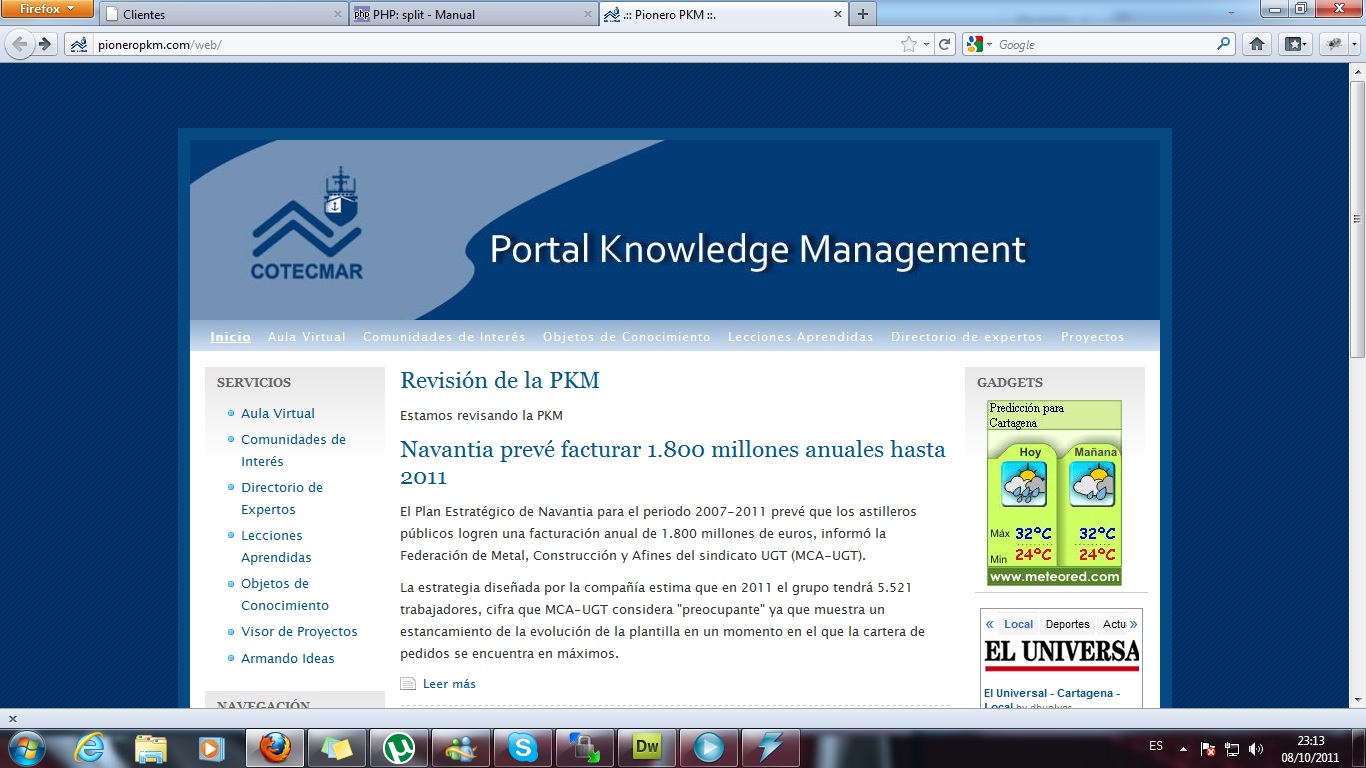 Firefox
Clientes
php PHP: split - Manual
.:: Pionero PKM ::.
pioneropkm.com/web/
Google
COTECMAR
Portal Knowledge Management
Inicio Aula Virtual Comunidades de Interés Objetos de Conocimiento Lecciones Aprendidas Directorio de expertos Proyectos
SERVICIOS
Aula Virtual
Comunidades de
Interés
Directorio de
Expertos
Lecciones
Aprendidas
Objetos de
Conocimiento
Visor de Proyectos
Armando Ideas
NAVEGACIÓN
Revisión de la PKM
Estamos revisando la PKM
Navantia prevé facturar 1.800 millones anuales hasta
2011
El Plan Estratégico de Navantia para el periodo 2007-2011 prevé que los astilleros
públicos logren una facturación anual de 1.800 millones de euros, informó la
Federación de Metal, Construcción y Afines del sindicato UGT (MCA-UGT).
La estrategia diseñada por la compañía estima que en 2011 el grupo tendrá 5.521
trabajadores, cifra que MCA-UGT considera "preocupante" ya que muestra un
estancamiento de la evolución de la plantilla en un momento en el que la cartera de
pedidos se encuentra en máximos.
Leer más
GADGETS
Predicción para
Cartagena
Hoy Mañana
Máx 32°C 32°C
Min 24°C 24°C
www.meteored.com
« Local Deportes Actu »
EL UNIVERSA
El Universal - Cartagena -
Local by
Dw
ES
23:13
08/10/2011